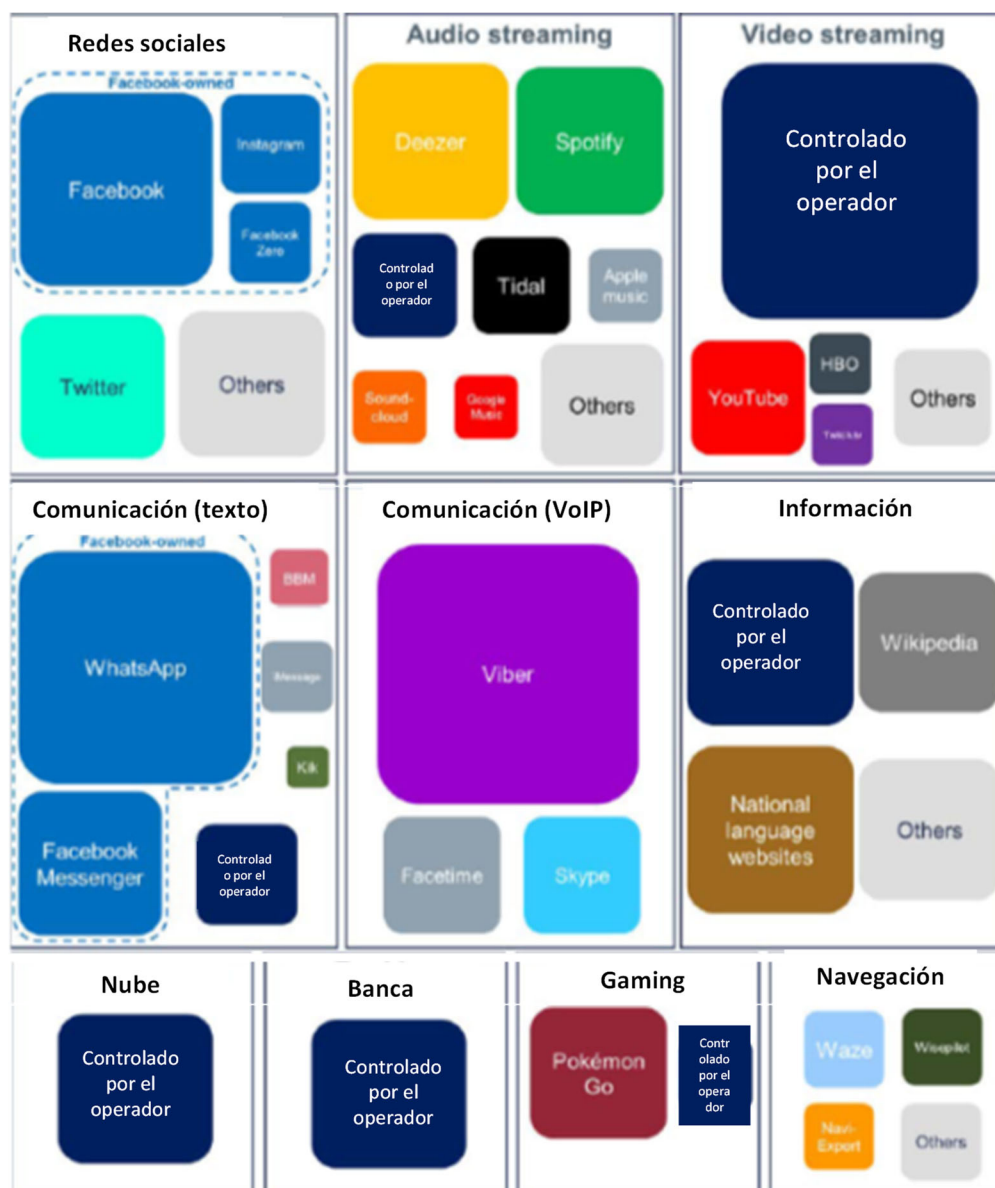 Redes sociales
Facebook-owned
Facebook
Instagram
Facebook
Zero
Twitter
Others
Audio streaming
Deezer
Spotify
Controlad
o por el
operador
Tidal
Apple
music
Sound-
cloud
Google
Music
Others
Video streaming
Controlado
por el
operador
YouTube
HBO
Twitch.tv
Others
Comunicación (texto)
Facebook-owned
WhatsApp
BBM
iMessage
Kik
Facebook
Messenger
Controlad
o por el
operador
Comunicación (VoIP)
Viber
Facetime
Skype
Información
Controlado
por el
operador
Wikipedia
National
language
websites
Others
Nube
Controlado
por el
operador
Banca
Controlado
por el
operador
Gaming
Pokémon
Go
Contr
olado
por el
opera
dor
Navegación
Waze
Navi-
Expert
Others